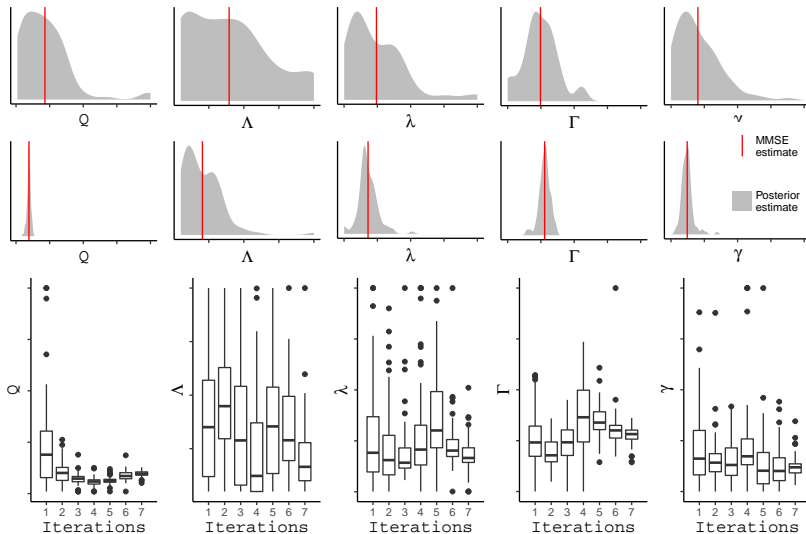 Q Λ λ Γ γ
MMSE
estimate
Posterior
estimate
Q Λ λ Γ γ
Q Λ λ Γ γ
1 2 3 4 5 6 7 1 2 3 4 5 6 7 1 2 3 4 5 6 7 1 2 3 4 5 6 7 1 2 3 4 5 6 7
Iterations Iterations Iterations Iterations Iterations